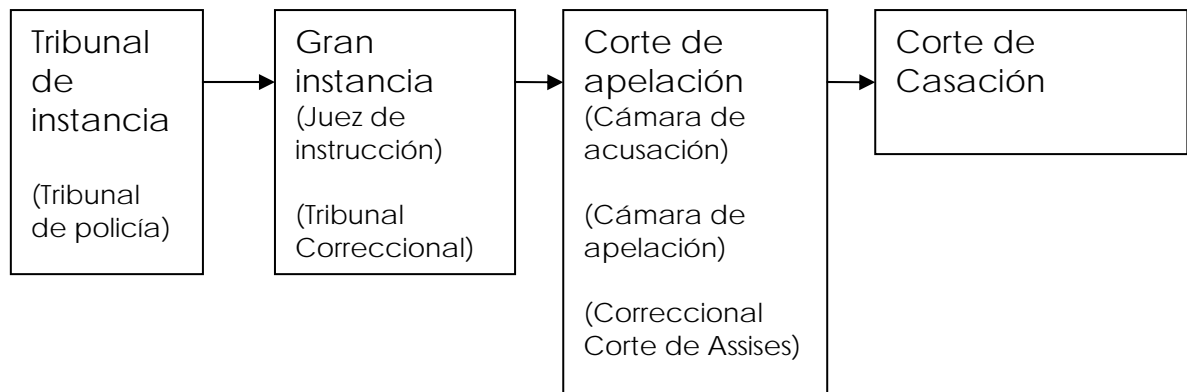 Tribunal
de
instancia
(Tribunal
de policía)
Gran
instancia
(Juez de
instrucción)
(Tribunal
Correccional)
Corte de
apelación
(Cámara de
acusación)
(Cámara de
apelación)
(Correccional
Corte de Assises)
Corte de
Casación